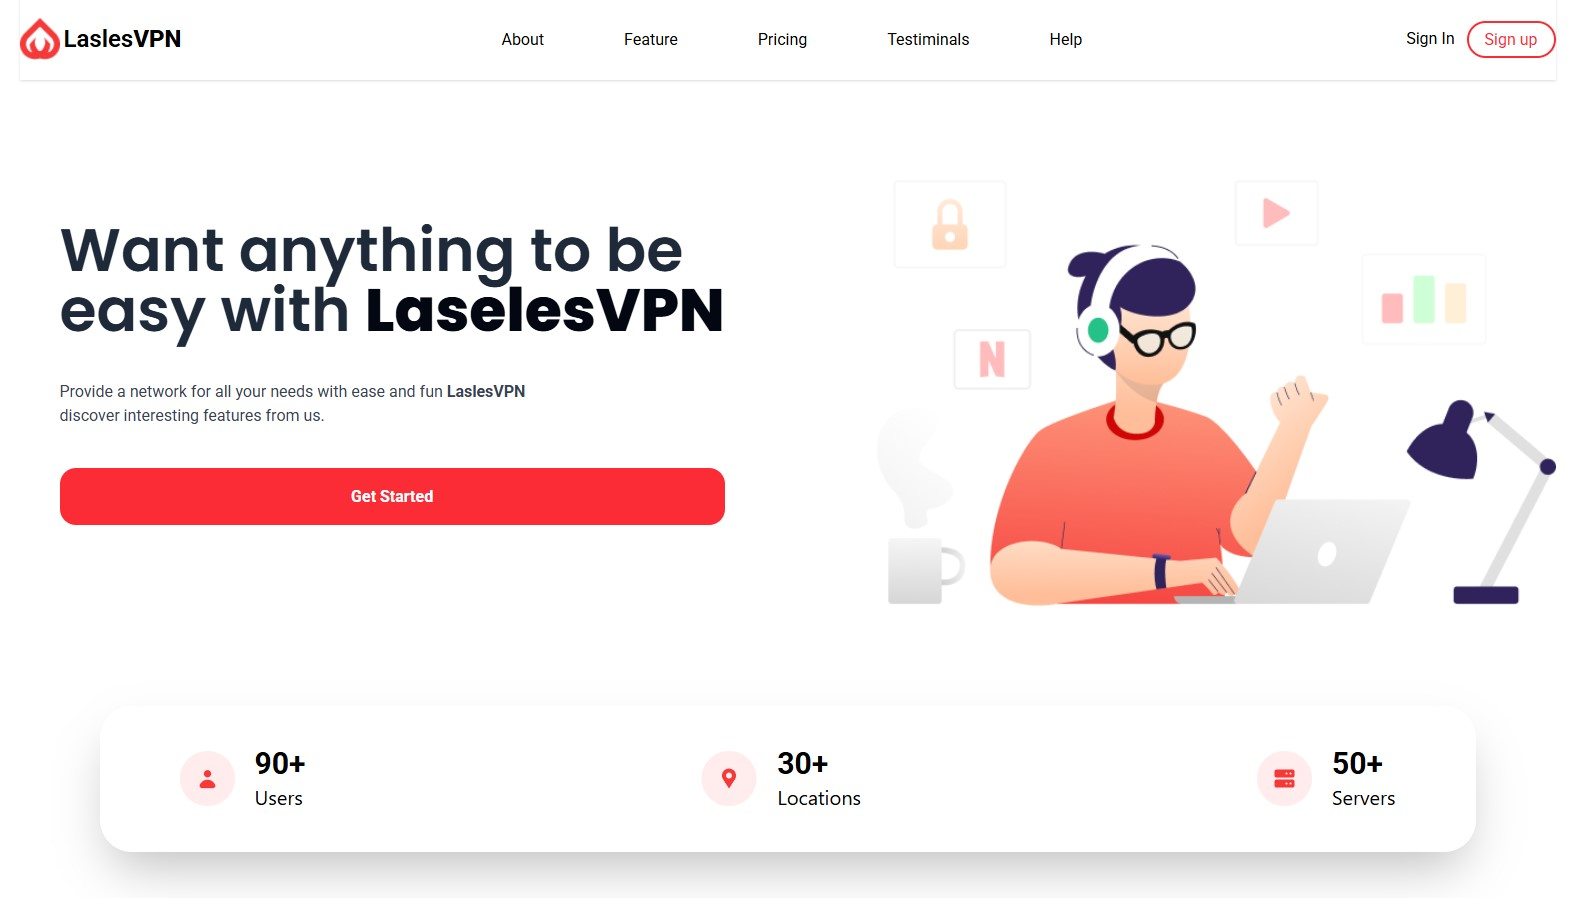 LaslesVPN
About
Feature
Pricing
Testiminals
Help
Sign In
Sign up
Want anything to be
easy with LaselesVPN
Provide a network for all your needs with ease and fun LaslesVPN
discover interesting features from us.
Get Started
N
90+
Users
30+
Locations
50+
Servers